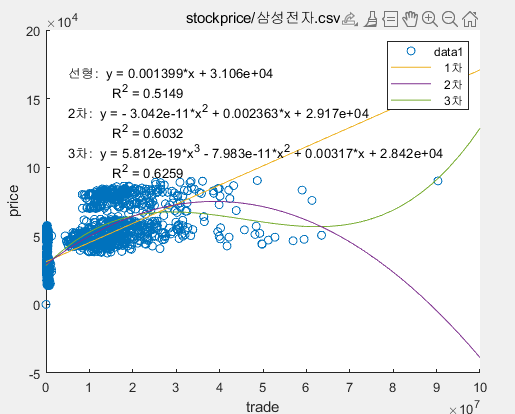 stockprice/삼성전자.csv
×10⁴
20
15
10
5
0
-5
price
선형: y = 0.001399*x + 3.106e+04
R² = 0.5149
2차: y = - 3.042e-11*x² + 0.002363*x + 2.917e+04
R² = 0.6032
3차: y = 5.812e-19*x³ - 7.983e-11*x² + 0.00317*x + 2.842e+04
R² = 0.6259
data1
1차
2차
3차
0 1 2 3 4 5 6 7 8 9 10
trade
×10⁷